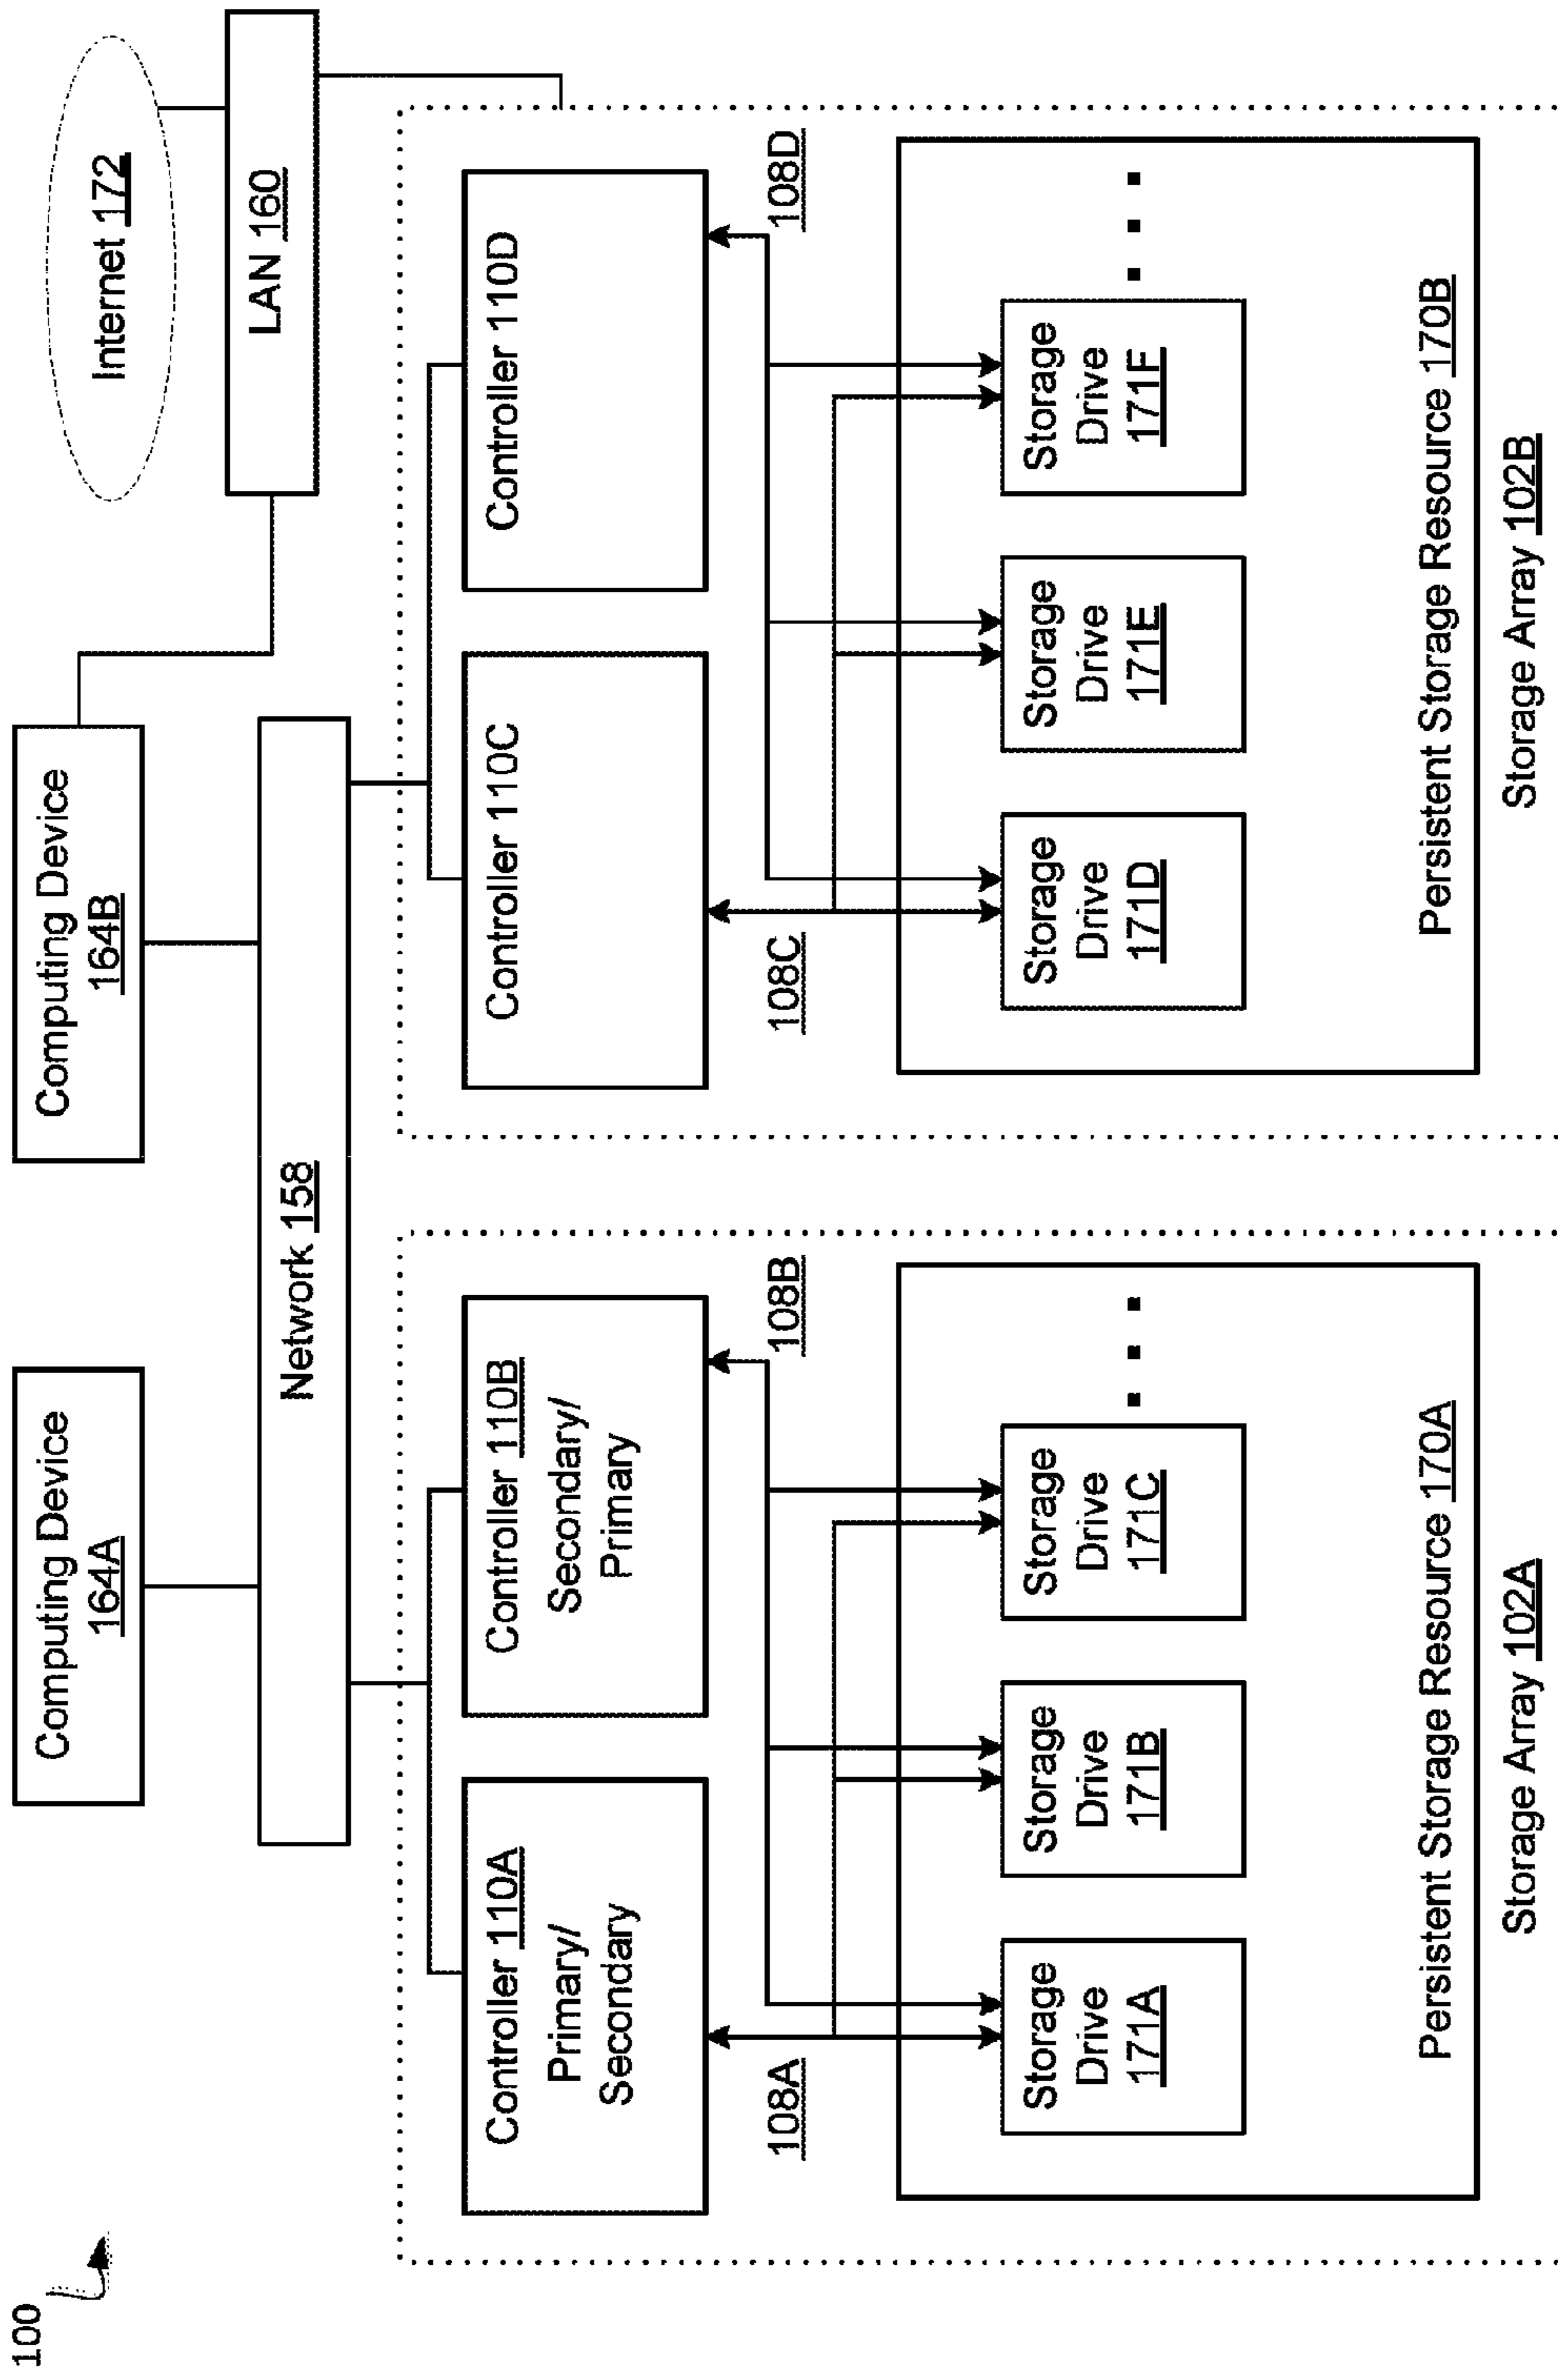 100
Computing Device
164A
Computing Device
164B
Internet 172
LAN 160
Network 158
Controller 110A
Primary/
Secondary
Controller 110B
Secondary/
Primary
Controller 110C
Controller 110D
108A
108B
108C
108D
Storage
Drive
171A
Storage
Drive
171B
Storage
Drive
171C
Storage
Drive
171D
Storage
Drive
171E
Storage
Drive
171F
Persistent Storage Resource 170A
Persistent Storage Resource 170B
Storage Array 102A
Storage Array 102B